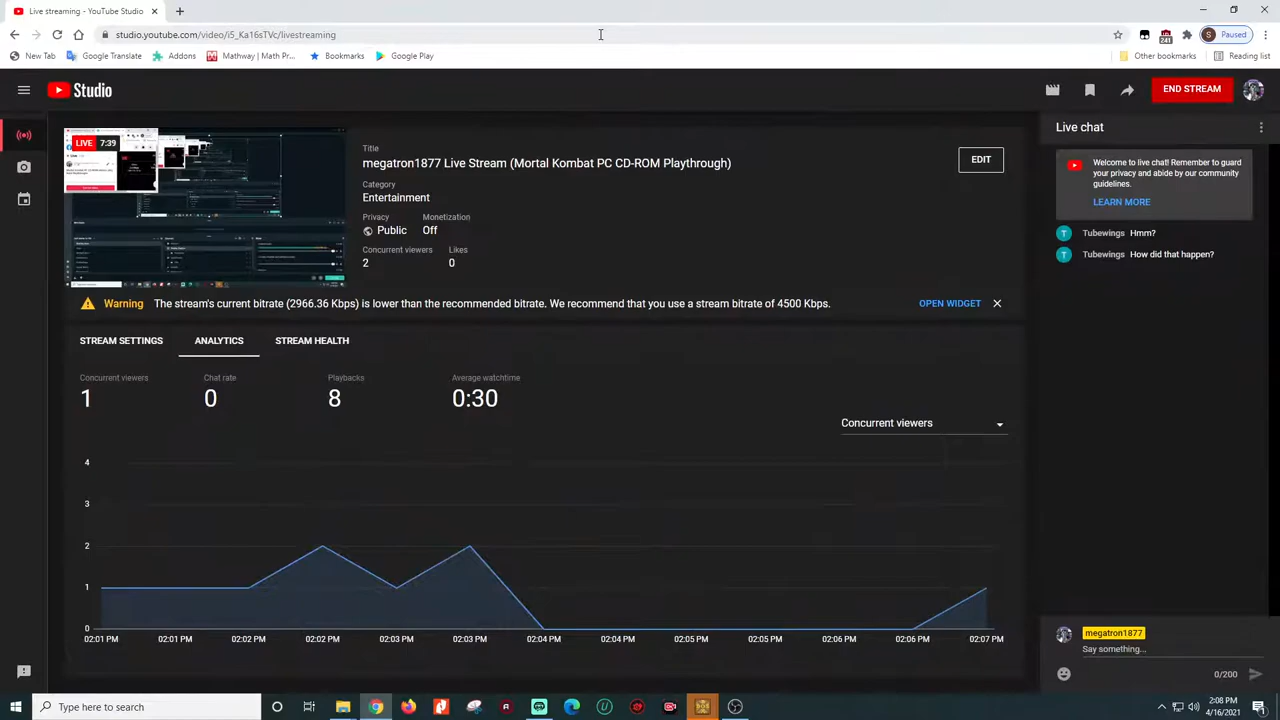 Live streaming - YouTube Studio
studio.youtube.com/video/i5_Ka16sTVc/livestreaming
241
S
Paused
New Tab
Google Translate
Addons
Mathway | Math Pr...
Bookmarks
Google Play
Other bookmarks
Reading list
Studio
END STREAM
LIVE 7:39
Title
megatron1877 Live Stream (Mortal Kombat PC CD-ROM Playthrough)
EDIT
Category
Entertainment
Privacy Monetization
Public Off
Concurrent viewers Likes
2 0
Warning The stream's current bitrate (2966.36 Kbps) is lower than the recommended bitrate. We recommend that you use a stream bitrate of 4500 Kbps.
OPEN WIDGET
STREAM SETTINGS ANALYTICS STREAM HEALTH
Concurrent viewers Chat rate Playbacks Average watchtime
1 0 8 0:30
Concurrent viewers
4
3
2
1
0
02:01 PM 02:01 PM 02:02 PM 02:02 PM 02:03 PM 02:03 PM 02:04 PM 02:04 PM 02:05 PM 02:05 PM 02:06 PM 02:06 PM 02:07 PM
Live chat
Welcome to live chat! Remember
your privacy and abide by our community
guidelines.
LEARN MORE
T Tubewings Hmm?
T Tubewings How did that happen?
megatron1877
Say something...
0/200
Type here to search
2:08 PM
4/16/2021
1